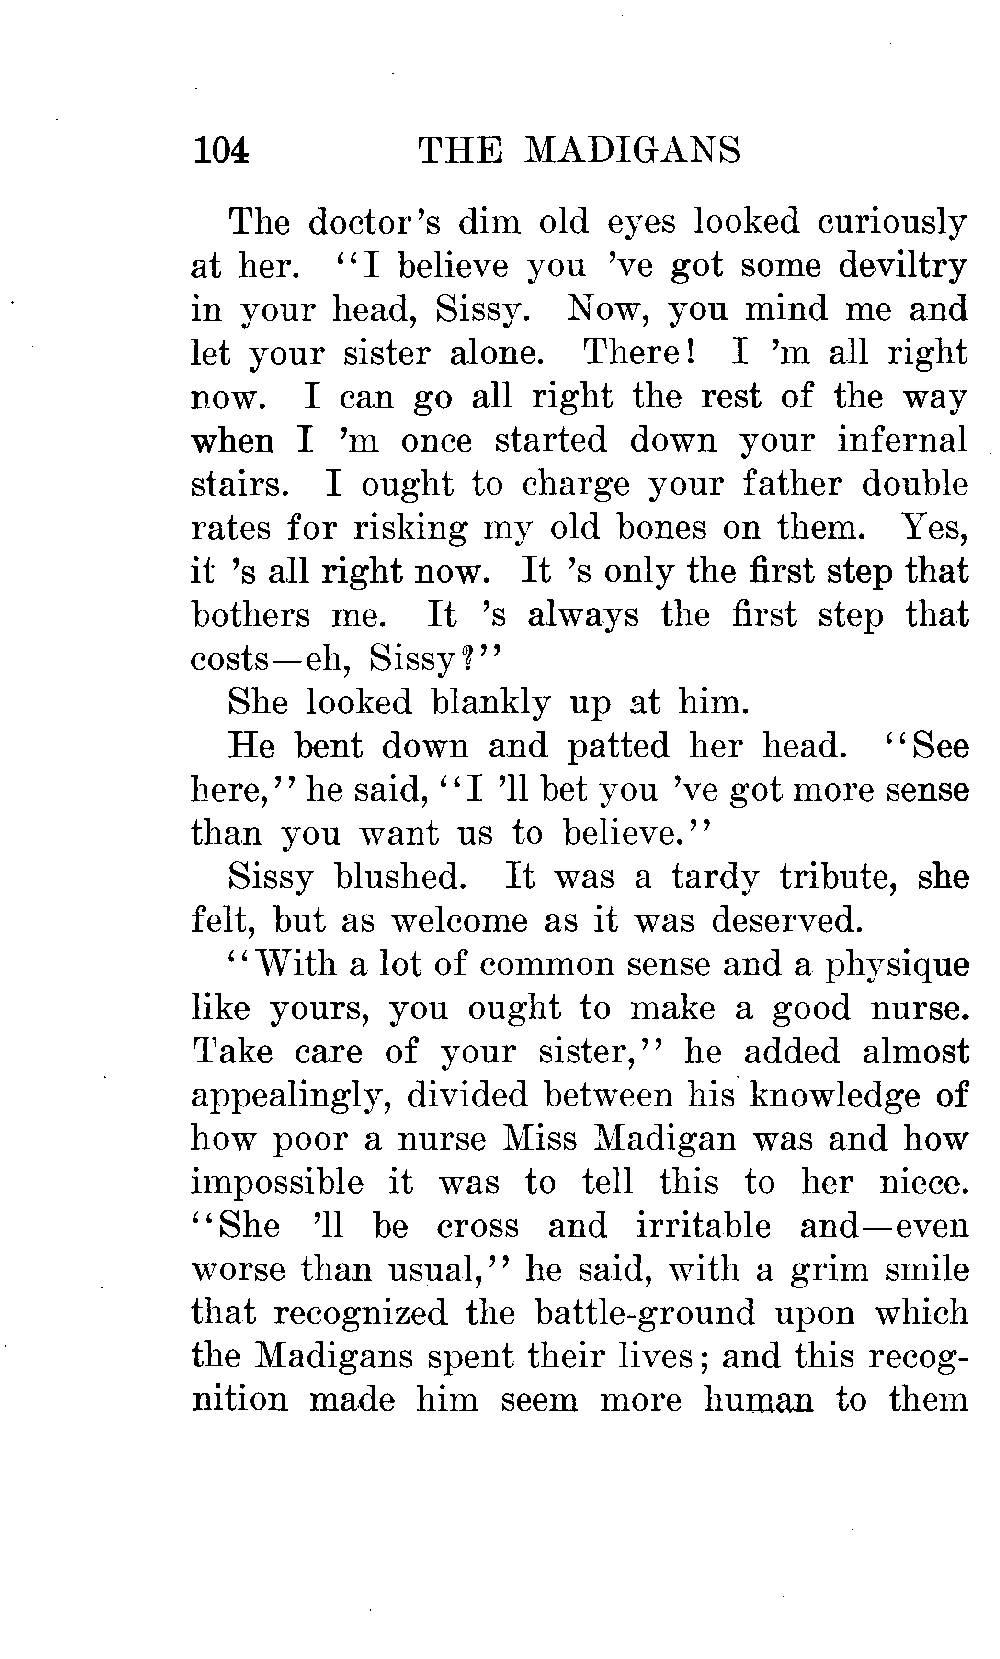 104 THE MADIGANS
The doctor's dim old eyes looked curiously
at her. "I believe you 've got some deviltry
in your head, Sissy. Now, you mind me and
let your sister alone. There! I 'm all right
now. I can go all right the rest of the way
when I 'm once started down your infernal
stairs. I ought to charge your father double
rates for risking my old bones on them. Yes,
it 's all right now. It 's only the first step that
bothers me. It 's always the first step that
costs—eh, Sissy?"
She looked blankly up at him.
He bent down and patted her head. "See
here," he said, "I 'll bet you 've got more sense
than you want us to believe."
Sissy blushed. It was a tardy tribute, she
felt, but as welcome as it was deserved.
"With a lot of common sense and a physique
like yours, you ought to make a good nurse.
Take care of your sister," he added almost
appealingly, divided between his knowledge of
how poor a nurse Miss Madigan was and how
impossible it was to tell this to her niece.
"She 'll be cross and irritable and—even
worse than usual," he said, with a grim smile
that recognized the battle-ground upon which
the Madigans spent their lives; and this recog-
nition made him seem more human to them